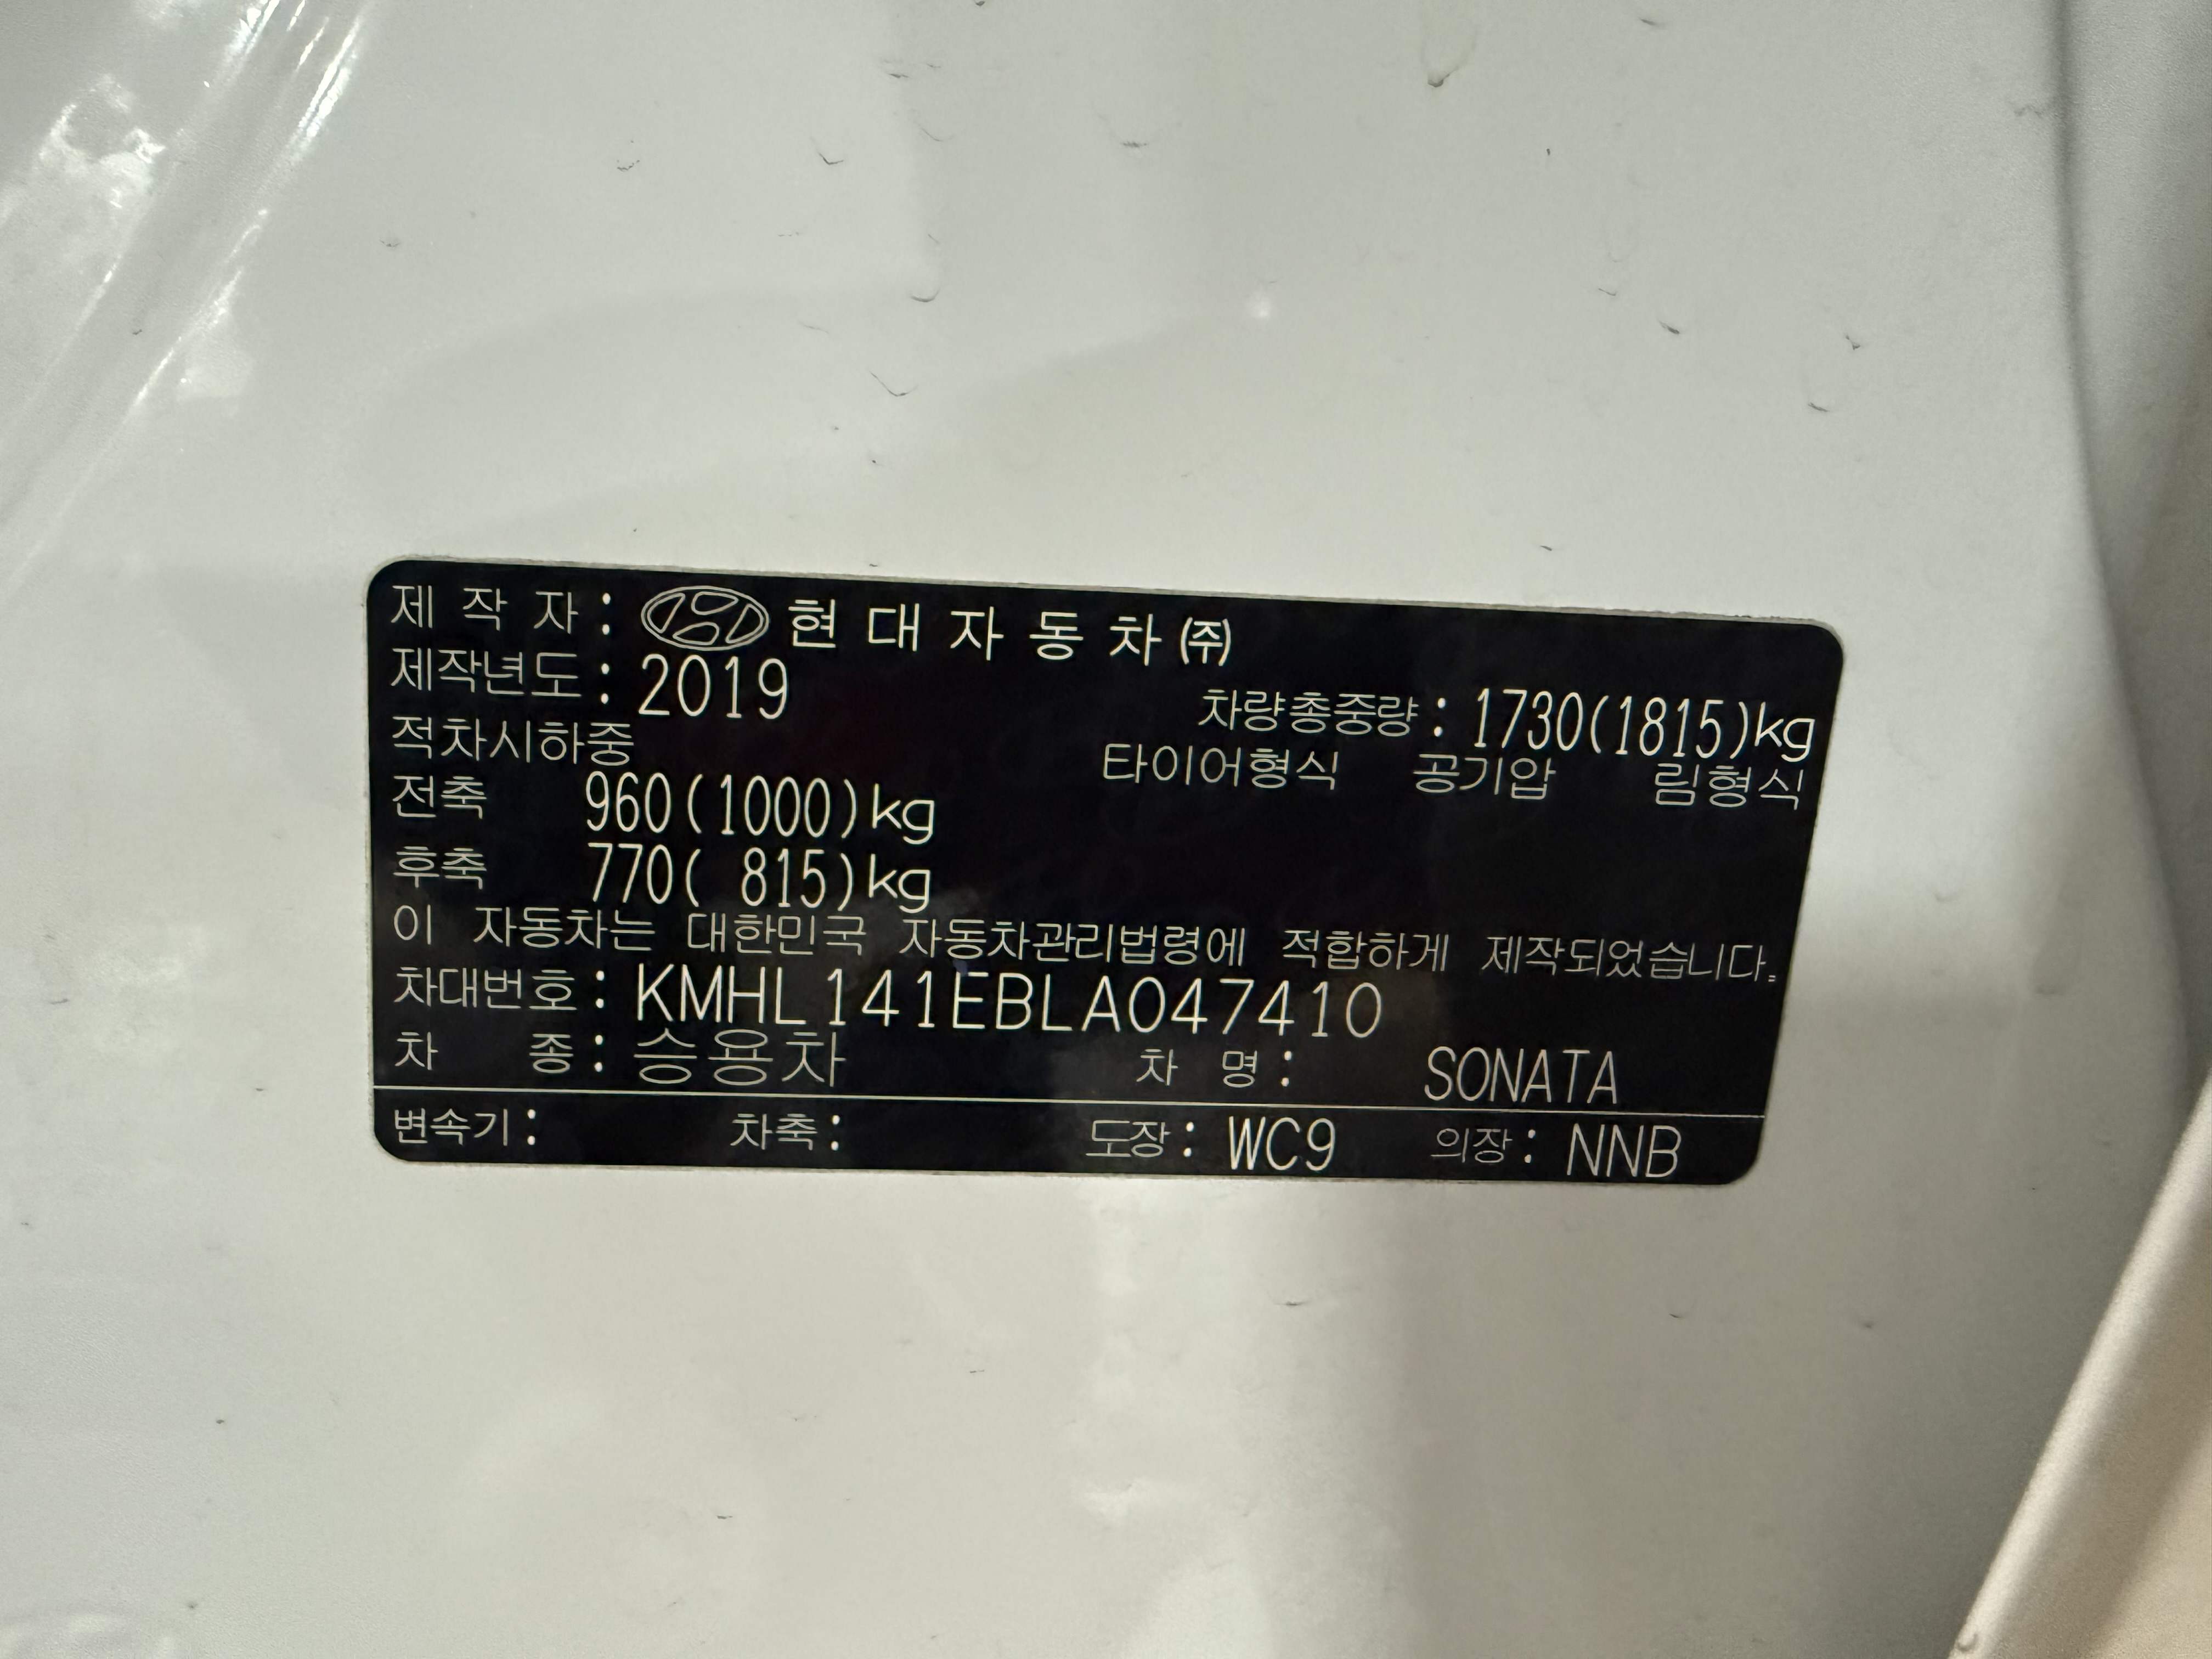 제 작 자 : 현 대 자 동 차 ㈜
제작년도 : 2019
차량총중량 : 1730(1815)kg
적차시하중
타이어형식 공기압 림형식
전축 960(1000)kg
후축 770( 815)kg
이 자동차는 대한민국 자동차관리법령에 적합하게 제작되었습니다.
차대번호 : KMHL141EBLA047410
차 종 : 승용차 차 명 : SONATA
변속기 : 차축 : 도장 : WC9 의장 : NNB